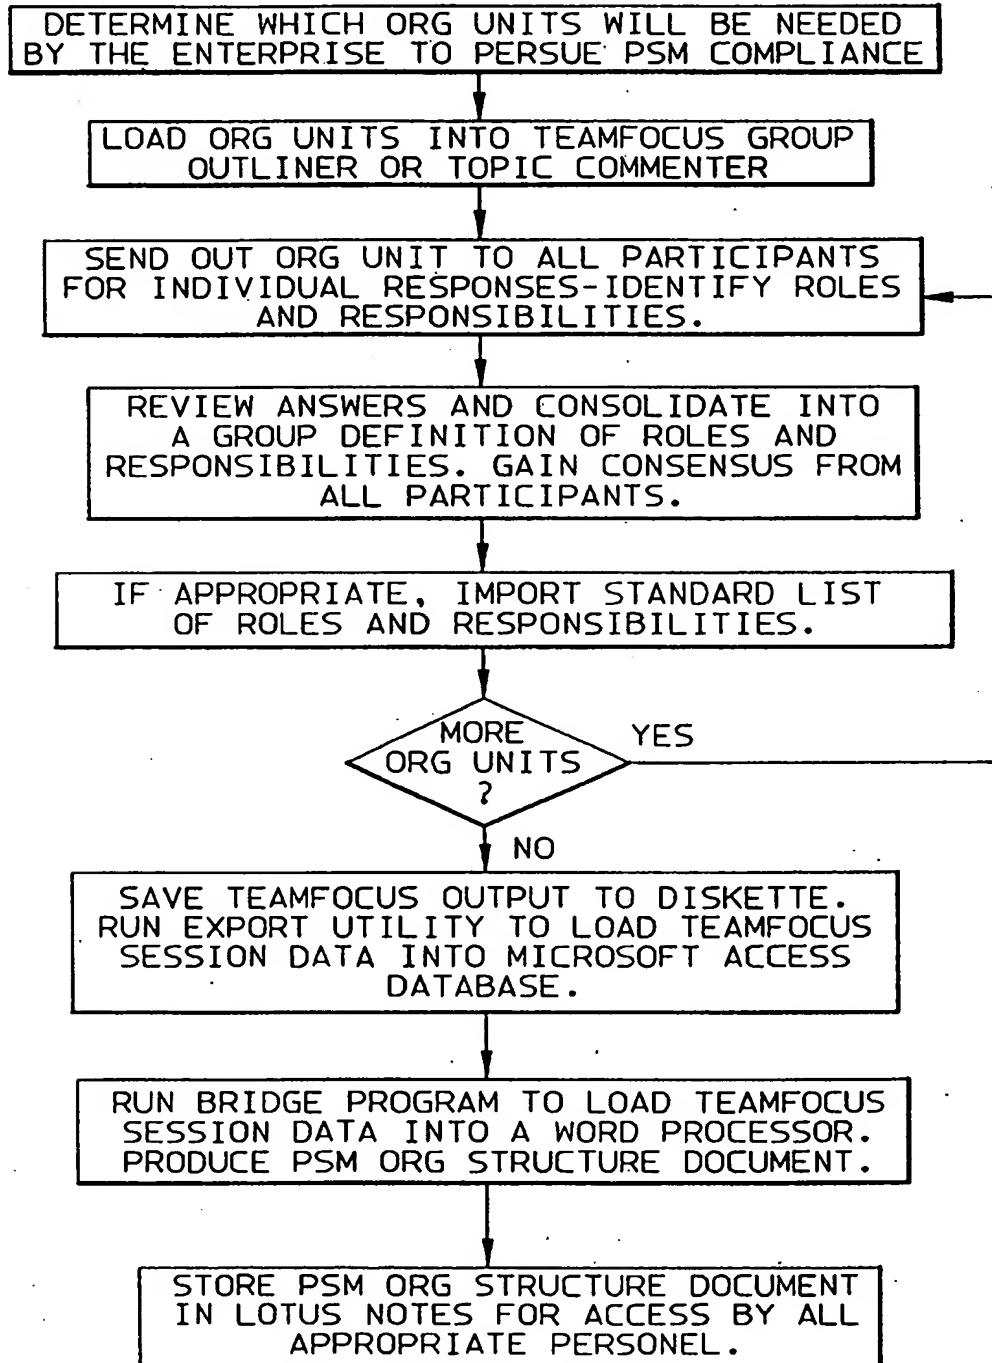 DETERMINE WHICH ORG UNITS WILL BE NEEDED
BY THE ENTERPRISE TO PERSUE PSM COMPLIANCE
LOAD ORG UNITS INTO TEAMFOCUS GROUP
OUTLINER OR TOPIC COMMENTER
SEND OUT ORG UNIT TO ALL PARTICIPANTS
FOR INDIVIDUAL RESPONSES-IDENTIFY ROLES
AND RESPONSIBILITIES.
REVIEW ANSWERS AND CONSOLIDATE INTO
A GROUP DEFINITION OF ROLES AND
RESPONSIBILITIES. GAIN CONSENSUS FROM
ALL PARTICIPANTS.
IF APPROPRIATE, IMPORT STANDARD LIST
OF ROLES AND RESPONSIBILITIES.
MORE
ORG UNITS
?
YES
NO
SAVE TEAMFOCUS OUTPUT TO DISKETTE.
RUN EXPORT UTILITY TO LOAD TEAMFOCUS
SESSION DATA INTO MICROSOFT ACCESS
DATABASE.
RUN BRIDGE PROGRAM TO LOAD TEAMFOCUS
SESSION DATA INTO A WORD PROCESSOR.
PRODUCE PSM ORG STRUCTURE DOCUMENT.
STORE PSM ORG STRUCTURE DOCUMENT
IN LOTUS NOTES FOR ACCESS BY ALL
APPROPRIATE PERSONEL.